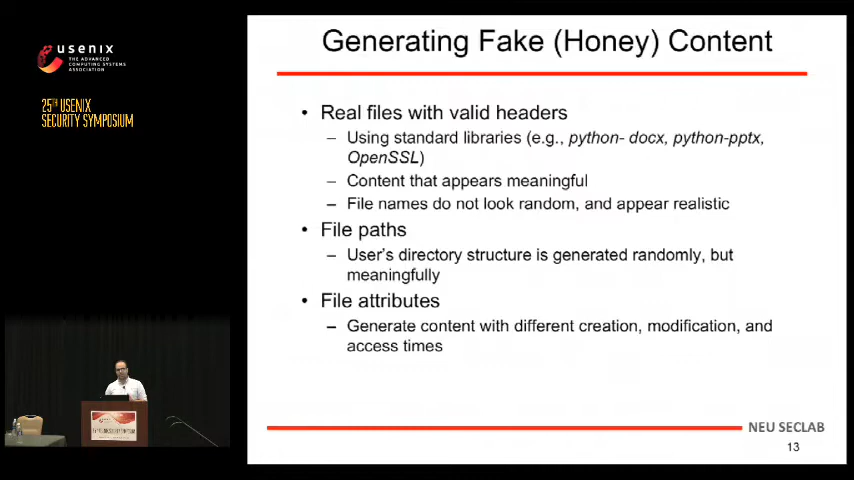 usenix
THE ADVANCED
COMPUTING SYSTEMS
ASSOCIATION
25TH USENIX
SECURITY SYMPOSIUM
Generating Fake (Honey) Content
• Real files with valid headers
– Using standard libraries (e.g., python- docx, python-pptx,
OpenSSL)
– Content that appears meaningful
– File names do not look random, and appear realistic
• File paths
– User's directory structure is generated randomly, but
meaningfully
• File attributes
– Generate content with different creation, modification, and
access times
NEU SECLAB
13